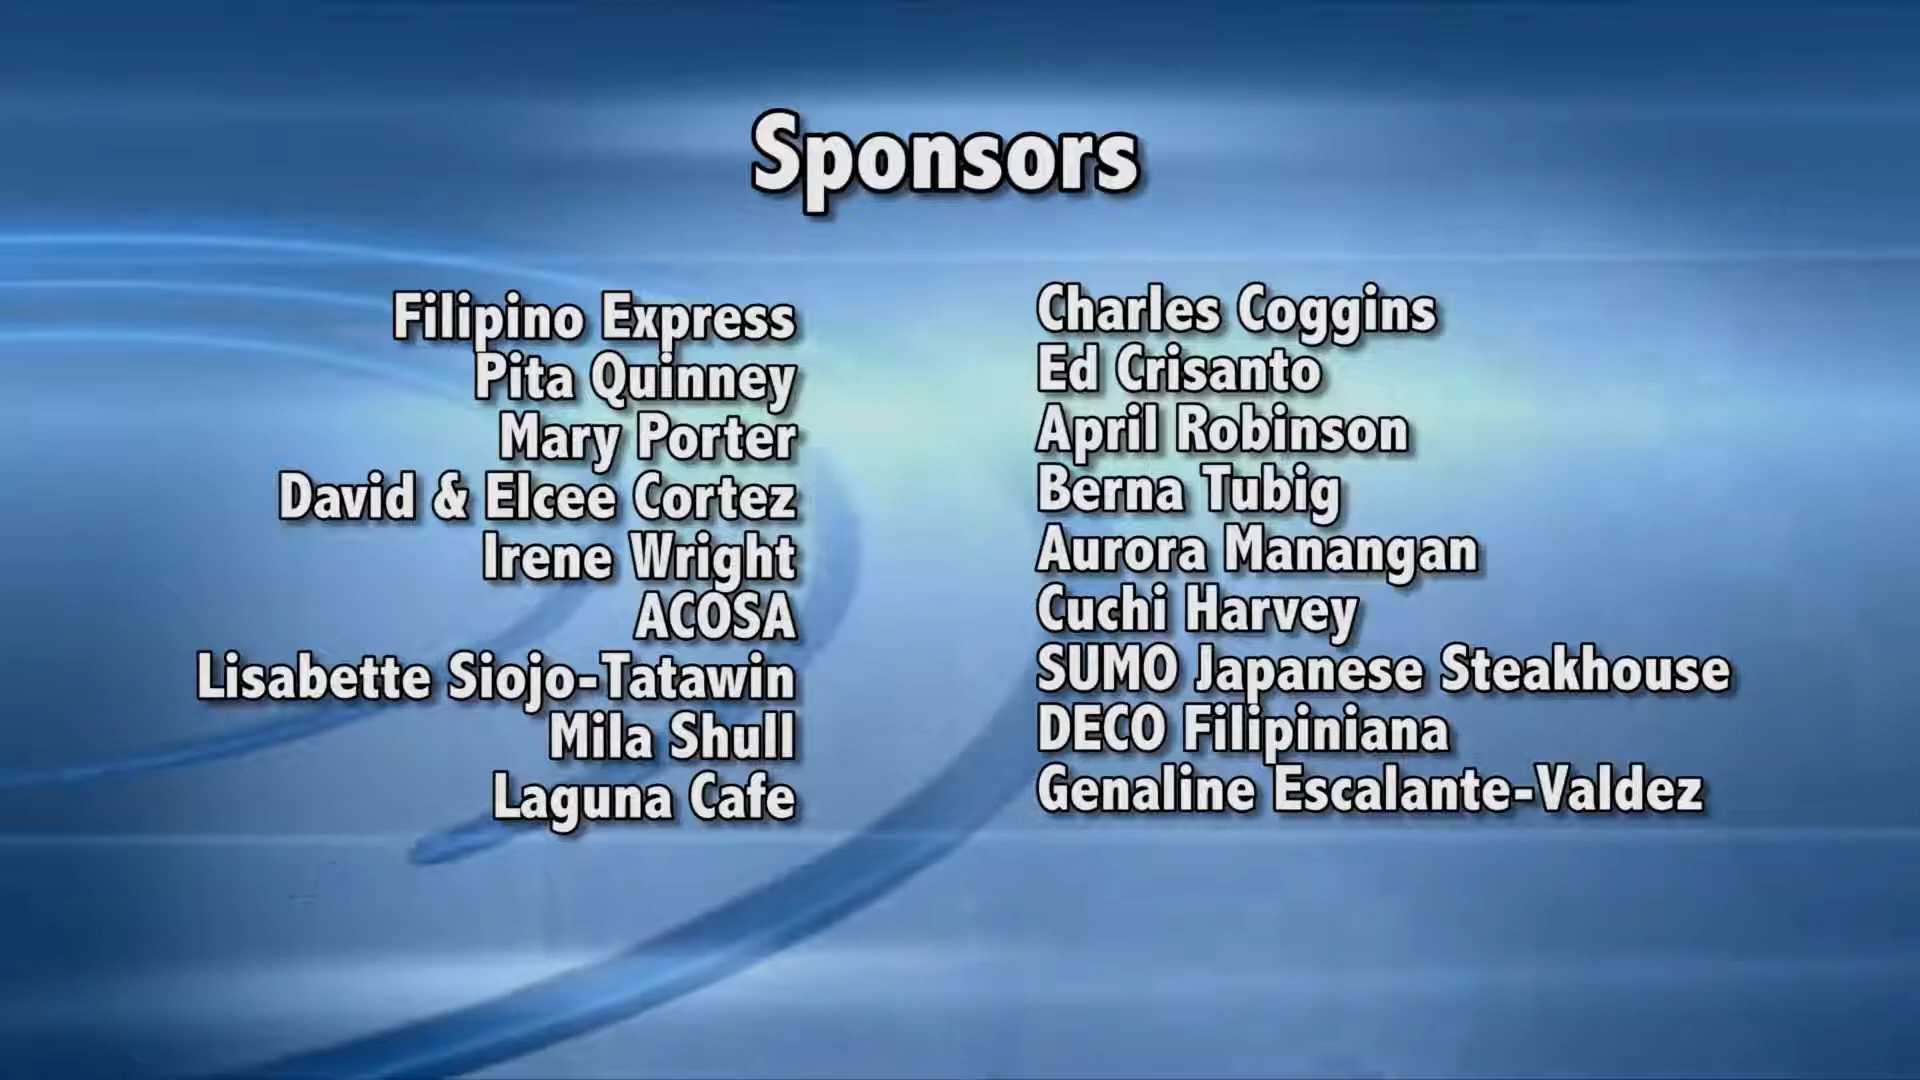 Sponsors
Filipino Express
Pita Quinney
Mary Porter
David & Elcee Cortez
Irene Wright
ACOSA
Lisabette Siojo-Tatawin
Mila Shull
Laguna Cafe
Charles Coggins
Ed Crisanto
April Robinson
Berna Tubig
Aurora Manangan
Cuchi Harvey
SUMO Japanese Steakhouse
DECO Filipiniana
Genaline Escalante-Valdez